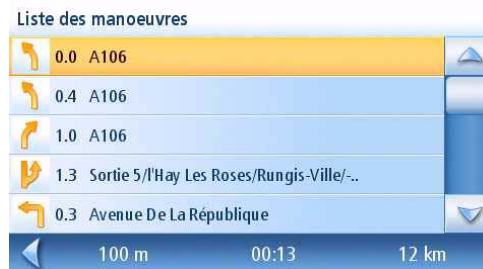 Liste des manoeuvres
0.0 A106
0.4 A106
1.0 A106
1.3 Sortie 5/l'Hay Les Roses/Rungis-Ville/-..
0.3 Avenue De La République
100 m 00:13 12 km